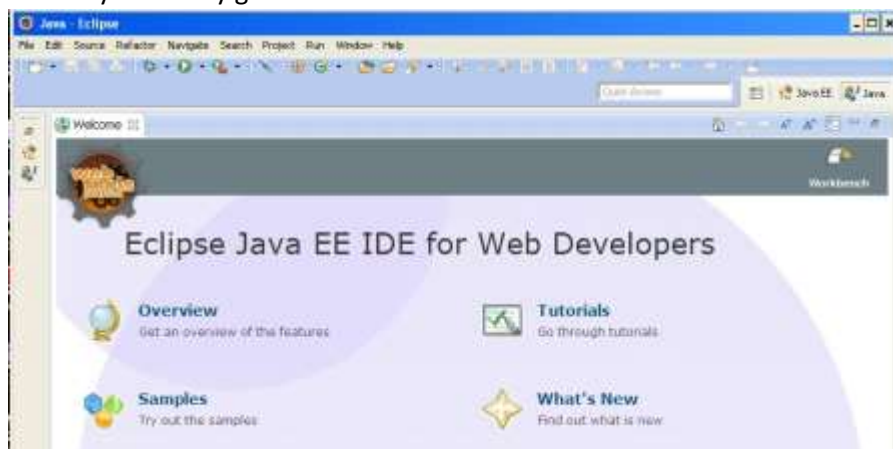 Java - Eclipse
File Edit Source Refactor Navigate Search Project Run Window Help
Quick Access
Java EE Java
Welcome
Workbench
Eclipse Java EE IDE for Web Developers
Overview
Get an overview of the features
Tutorials
Go through tutorials
Samples
Try out the samples
What's New
Find out what is new